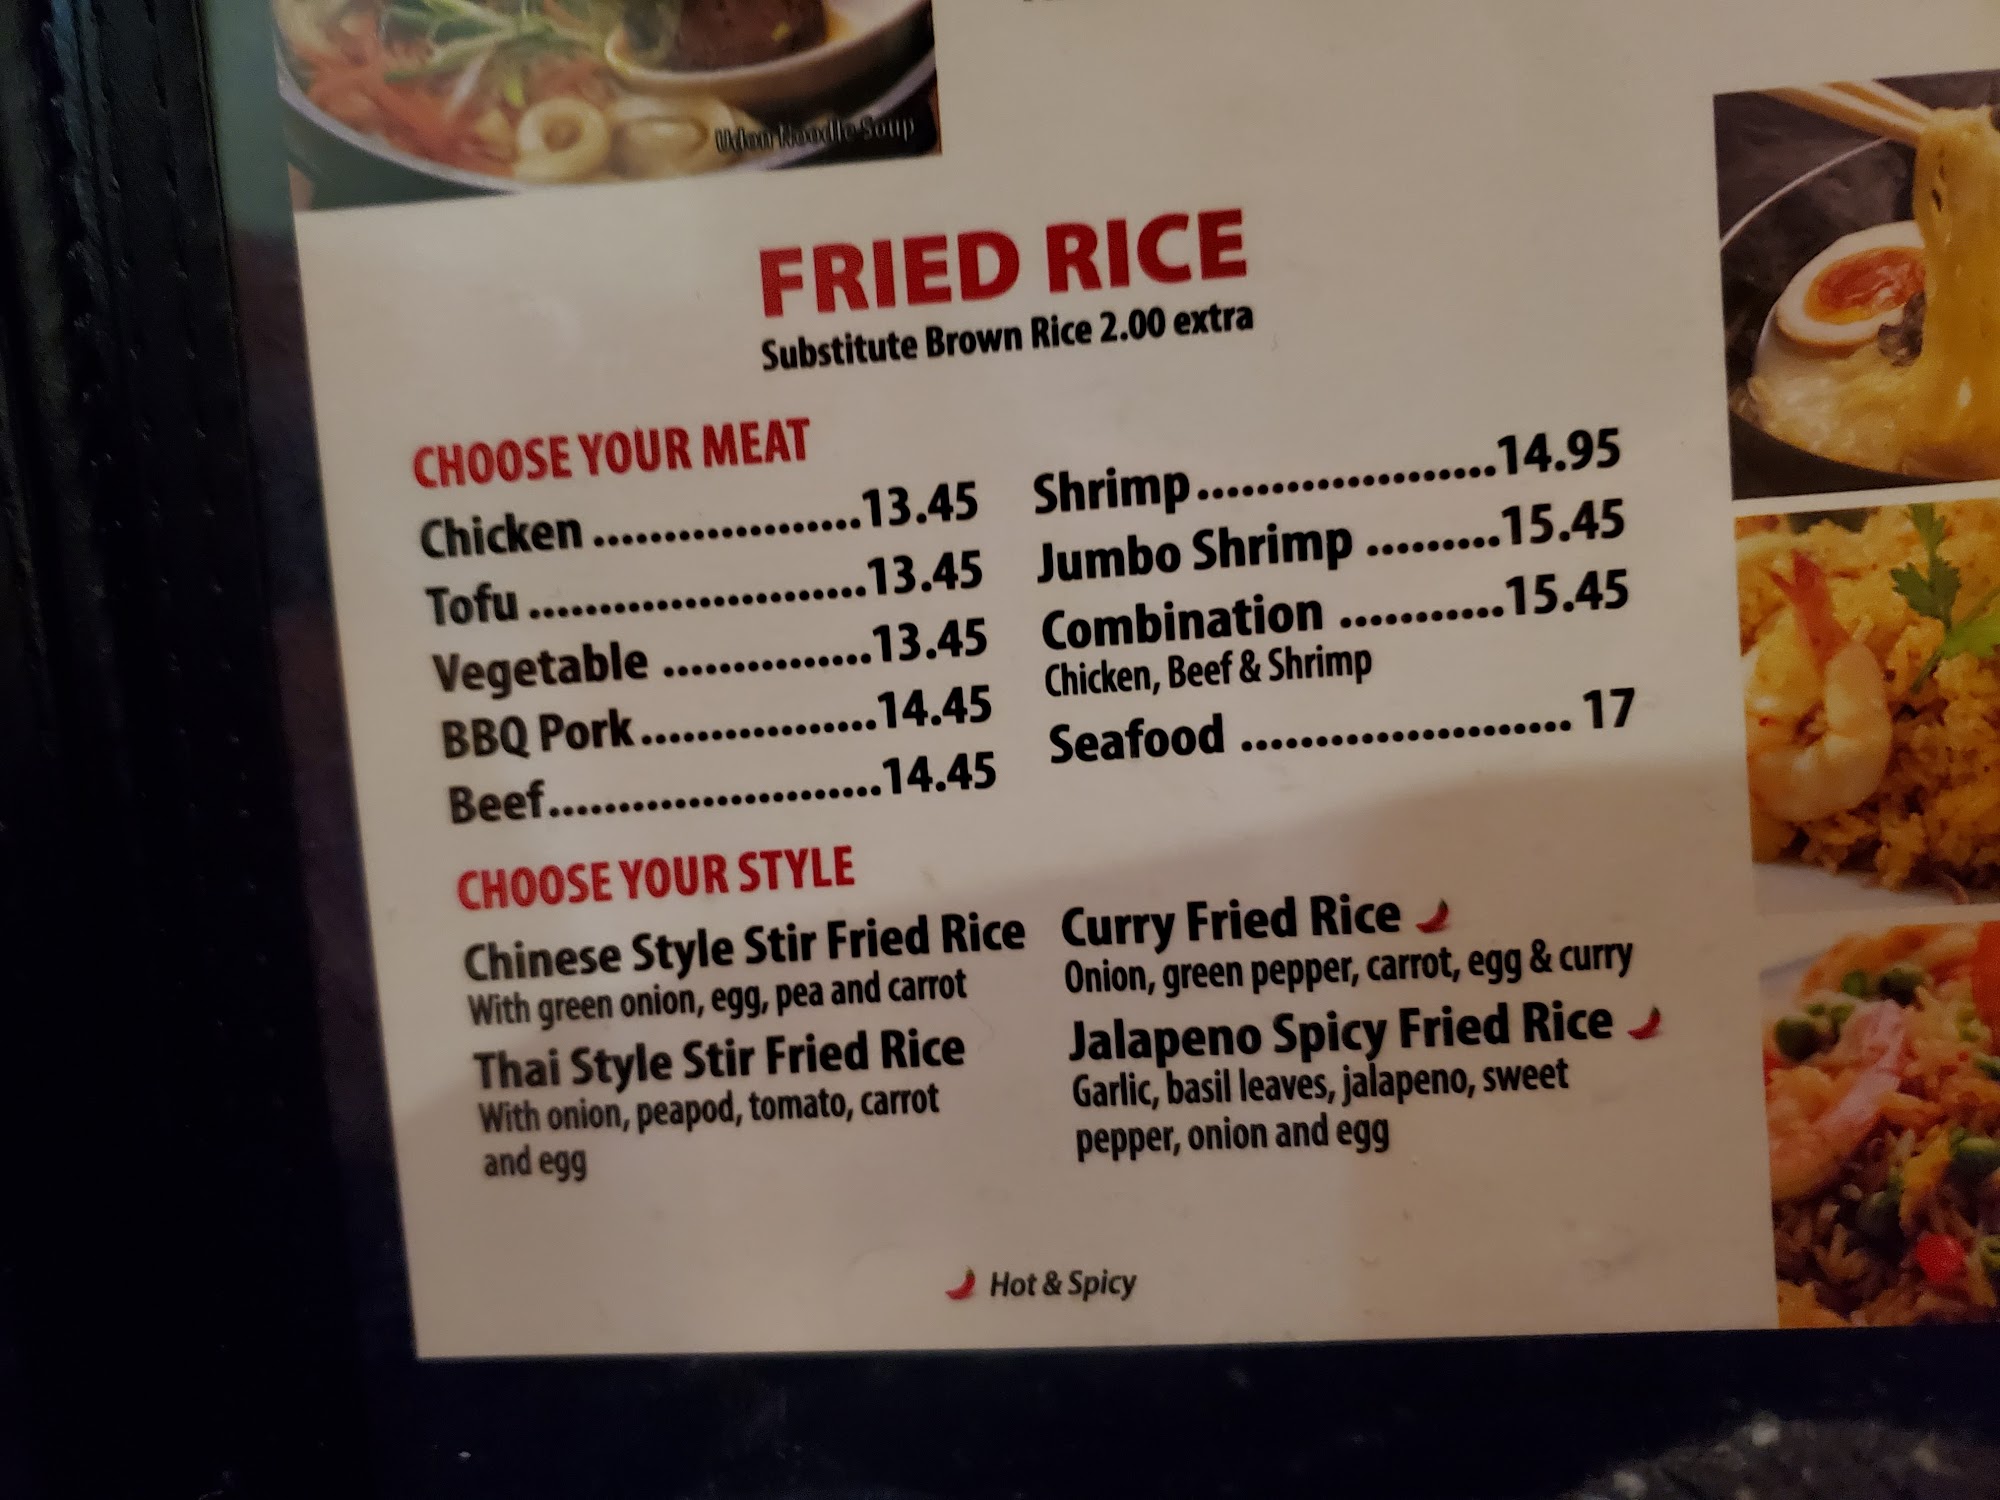 Udon Noodle Soup
FRIED RICE
Substitute Brown Rice 2.00 extra
CHOOSE YOUR MEAT
Chicken ...................13.45
Tofu ........................13.45
Vegetable ...............13.45
BBQ Pork.................14.45
Beef........................14.45
Shrimp....................14.95
Jumbo Shrimp .........15.45
Combination ...........15.45
Chicken, Beef & Shrimp
Seafood ...................... 17
CHOOSE YOUR STYLE
Chinese Style Stir Fried Rice
With green onion, egg, pea and carrot
Thai Style Stir Fried Rice
With onion, peapod, tomato, carrot
and egg
Curry Fried Rice
Onion, green pepper, carrot, egg & curry
Jalapeno Spicy Fried Rice
Garlic, basil leaves, jalapeno, sweet
pepper, onion and egg
Hot & Spicy